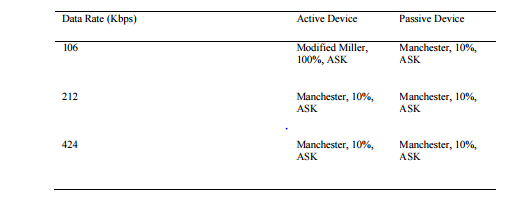 Data Rate (Kbps) Active Device Passive Device
106 Modified Miller, Manchester, 10%,
100%, ASK ASK
212 Manchester, 10%, Manchester, 10%,
ASK ASK
424 Manchester, 10%, Manchester, 10%,
ASK ASK